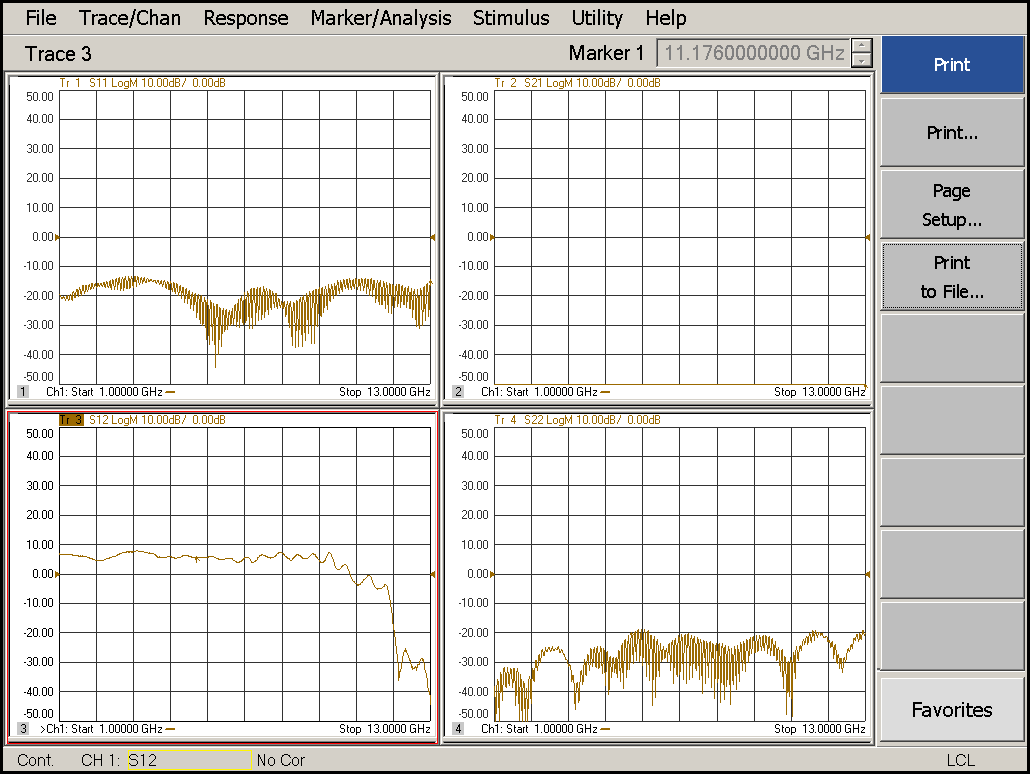 File Trace/Chan Response Marker/Analysis Stimulus Utility Help
Trace 3 Marker 1 11.1760000000 GHz
Print
Print...
Page
Setup...
Print
to File...
Favorites
Tr 1 S11 LogM 10.00dB/ 0.00dB
50.00
40.00
30.00
20.00
10.00
0.00
-10.00
-20.00
-30.00
-40.00
-50.00
1 Ch1: Start 1.00000 GHz Stop 13.0000 GHz
Tr 2 S21 LogM 10.00dB/ 0.00dB
50.00
40.00
30.00
20.00
10.00
0.00
-10.00
-20.00
-30.00
-40.00
-50.00
2 Ch1: Start 1.00000 GHz Stop 13.0000 GHz
Tr 3 S12 LogM 10.00dB/ 0.00dB
50.00
40.00
30.00
20.00
10.00
0.00
-10.00
-20.00
-30.00
-40.00
-50.00
3 >Ch1: Start 1.00000 GHz Stop 13.0000 GHz
Tr 4 S22 LogM 10.00dB/ 0.00dB
50.00
40.00
30.00
20.00
10.00
0.00
-10.00
-20.00
-30.00
-40.00
-50.00
4 Ch1: Start 1.00000 GHz Stop 13.0000 GHz
Cont. CH 1: S12 No Cor LCL